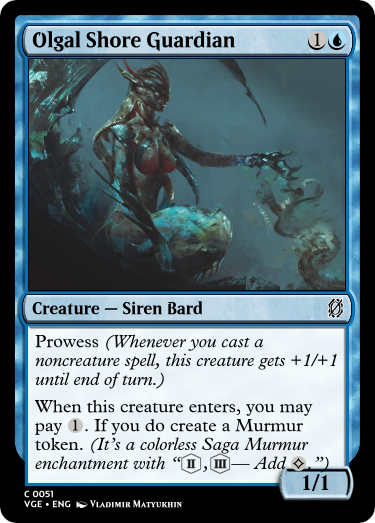 Olgal Shore Guardian 1
Creature — Siren Bard
Prowess (Whenever you cast a
noncreature spell, this creature gets +1/+1
until end of turn.)
When this creature enters, you may
pay 1. If you do create a Murmur
token. (It's a colorless Saga Murmur
enchantment with “II, III— Add .”)
1/1
C 0051
VGE • ENG Vladimir Matyukhin